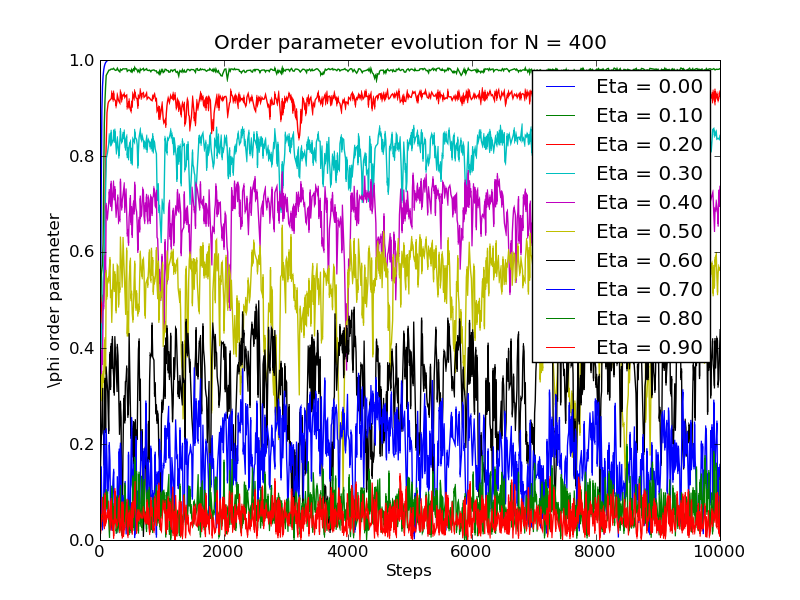 Order parameter evolution for N = 400
1.0
0.8
0.6
0.4
0.2
0.0
\phi order parameter
Eta = 0.00
Eta = 0.10
Eta = 0.20
Eta = 0.30
Eta = 0.40
Eta = 0.50
Eta = 0.60
Eta = 0.70
Eta = 0.80
Eta = 0.90
0 2000 4000 6000 8000 10000
Steps